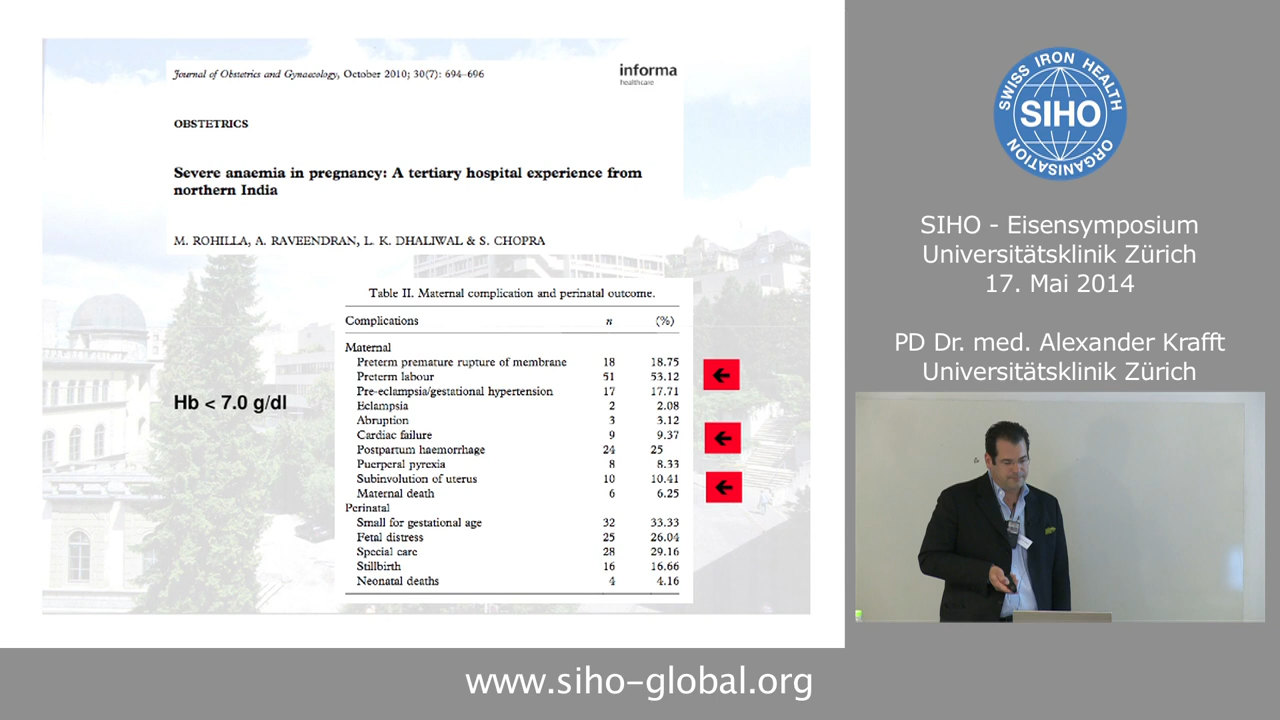 Journal of Obstetrics and Gynaecology, October 2010; 30(7): 694–696
informa
healthcare
OBSTETRICS
Severe anaemia in pregnancy: A tertiary hospital experience from
northern India
M. ROHILLA, A. RAVEENDRAN, L. K. DHALIWAL & S. CHOPRA
Hb < 7.0 g/dl
Table II. Maternal complication and perinatal outcome.
Complications n (%)
Maternal
Preterm premature rupture of membrane 18 18.75
Preterm labour 51 53.12
Pre-eclampsia/gestational hypertension 17 17.71
Eclampsia 2 2.08
Abruption 3 3.12
Cardiac failure 9 9.37
Postpartum haemorrhage 24 25
Puerperal pyrexia 8 8.33
Subinvolution of uterus 10 10.41
Maternal death 6 6.25
Perinatal
Small for gestational age 32 33.33
Fetal distress 25 26.04
Special care 28 29.16
Stillbirth 16 16.66
Neonatal deaths 4 4.16
SWISS IRON HEALTH
SIHO
ORGANISATION
SIHO - Eisensymposium
Universitätsklinik Zürich
17. Mai 2014
PD Dr. med. Alexander Krafft
Universitätsklinik Zürich
www.siho-global.org